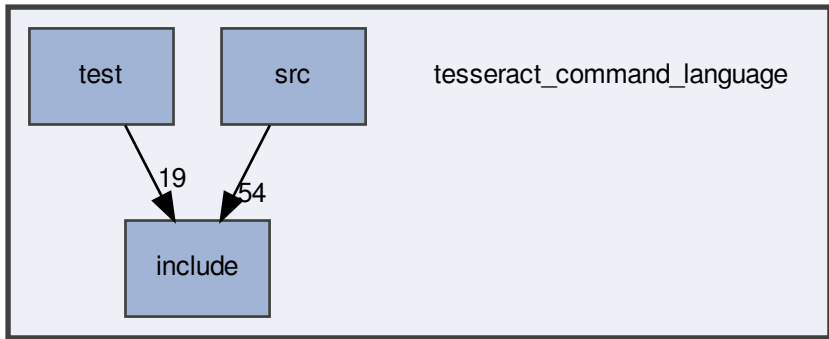 test
src
tesseract_command_language
19
54
include